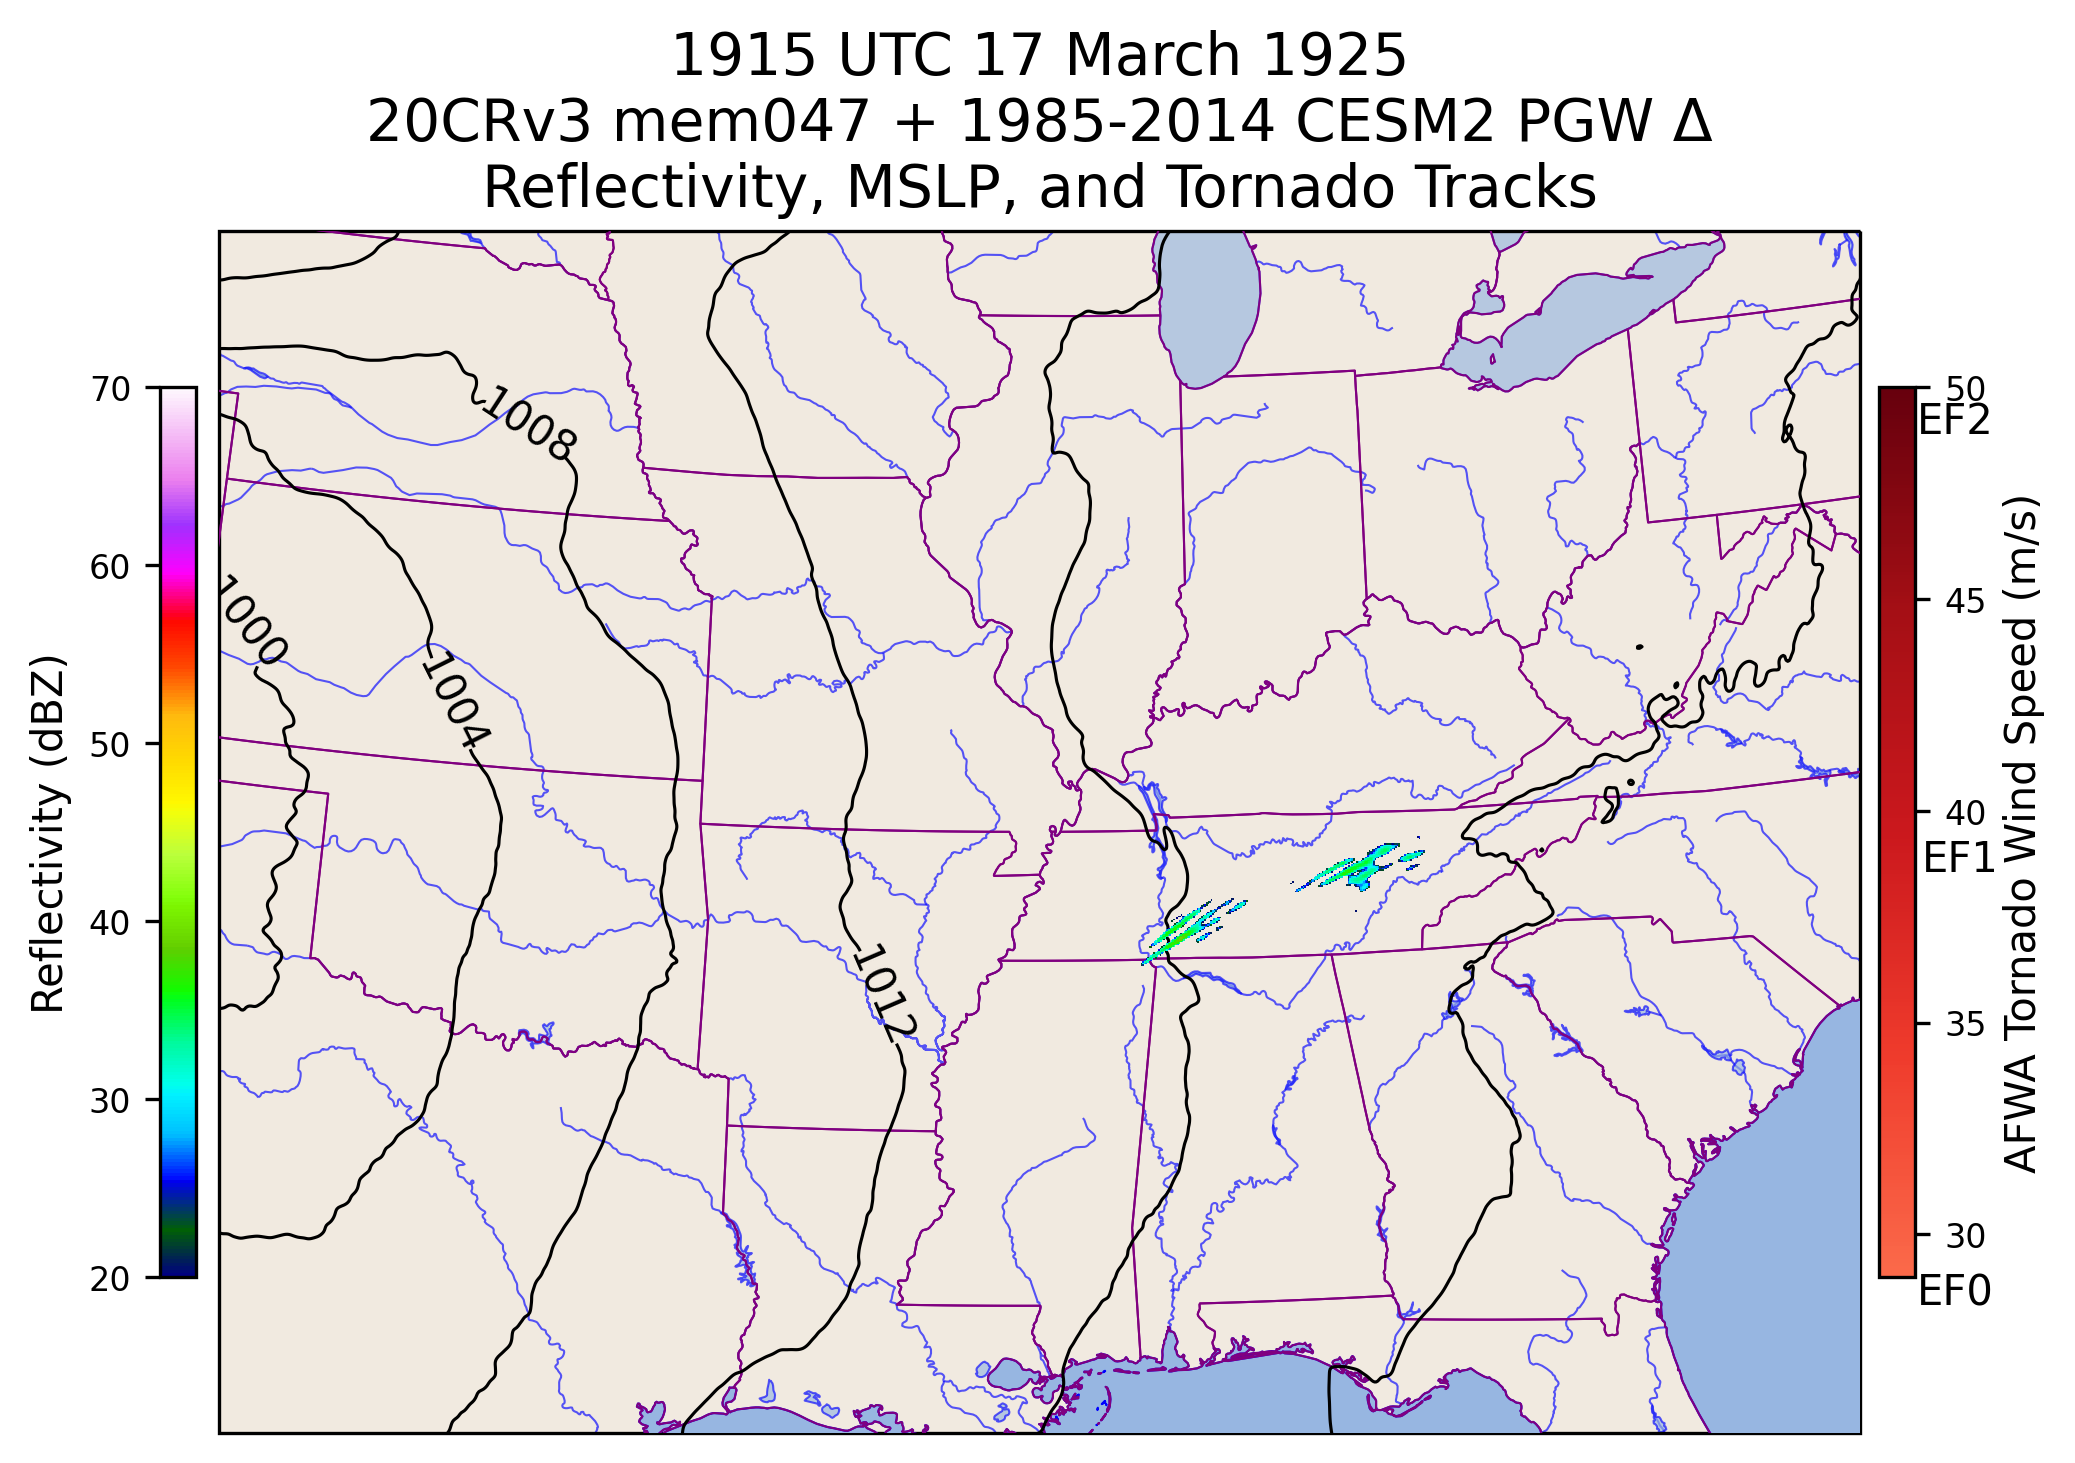 1915 UTC 17 March 1925
20CRv3 mem047 + 1985-2014 CESM2 PGW Δ
Reflectivity, MSLP, and Tornado Tracks
70
60
50
40
30
20
Reflectivity (dBZ)
1008
1000
1004
1012
50
EF2
45
40
EF1
35
30
EF0
AFWA Tornado Wind Speed (m/s)